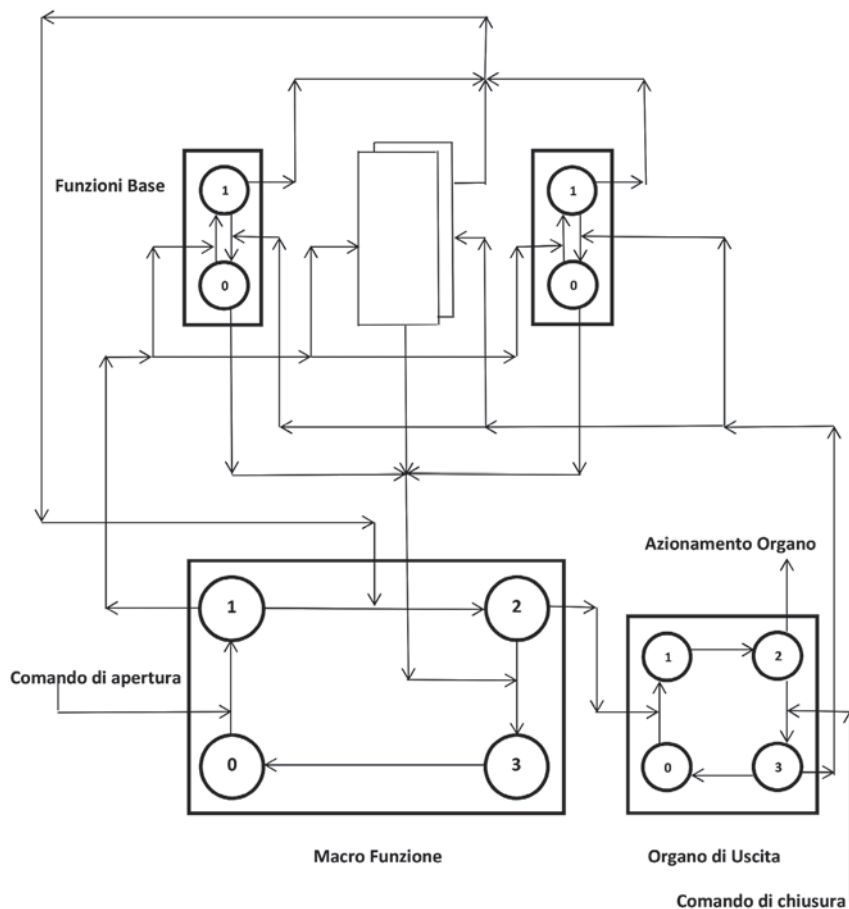 1
1
Funzioni Base
0
0
Azionamento Organo
1
2
1
2
Comando di apertura
0
3
0
3
Macro Funzione
Organo di Uscita
Comando di chiusura